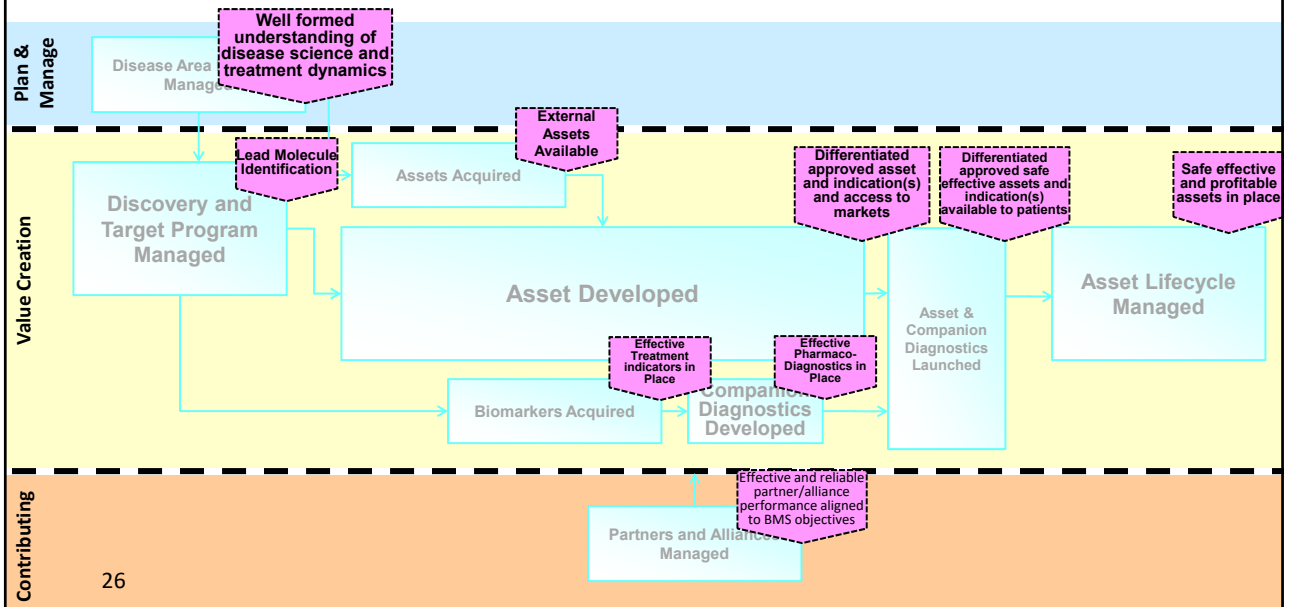 Plan &
Manage
Disease Area
Managed
Well formed
understanding of
disease science and
treatment dynamics
Value Creation
Lead Molecule
Identification
Discovery and
Target Program
Managed
Assets Acquired
External
Assets
Available
Asset Developed
Differentiated
approved asset
and indication(s)
and access to
markets
Differentiated
approved safe
effective assets and
indication(s)
available to patients
Safe effective
and profitable
assets in place
Asset &
Companion
Diagnostics
Launched
Asset Lifecycle
Managed
Biomarkers Acquired
Effective
Treatment
indicators in
Place
Companion
Diagnostics
Developed
Effective
Pharmaco-
Diagnostics in
Place
Contributing
Partners and Alliances
Managed
Effective and reliable
partner/alliance
performance aligned
to BMS objectives
26